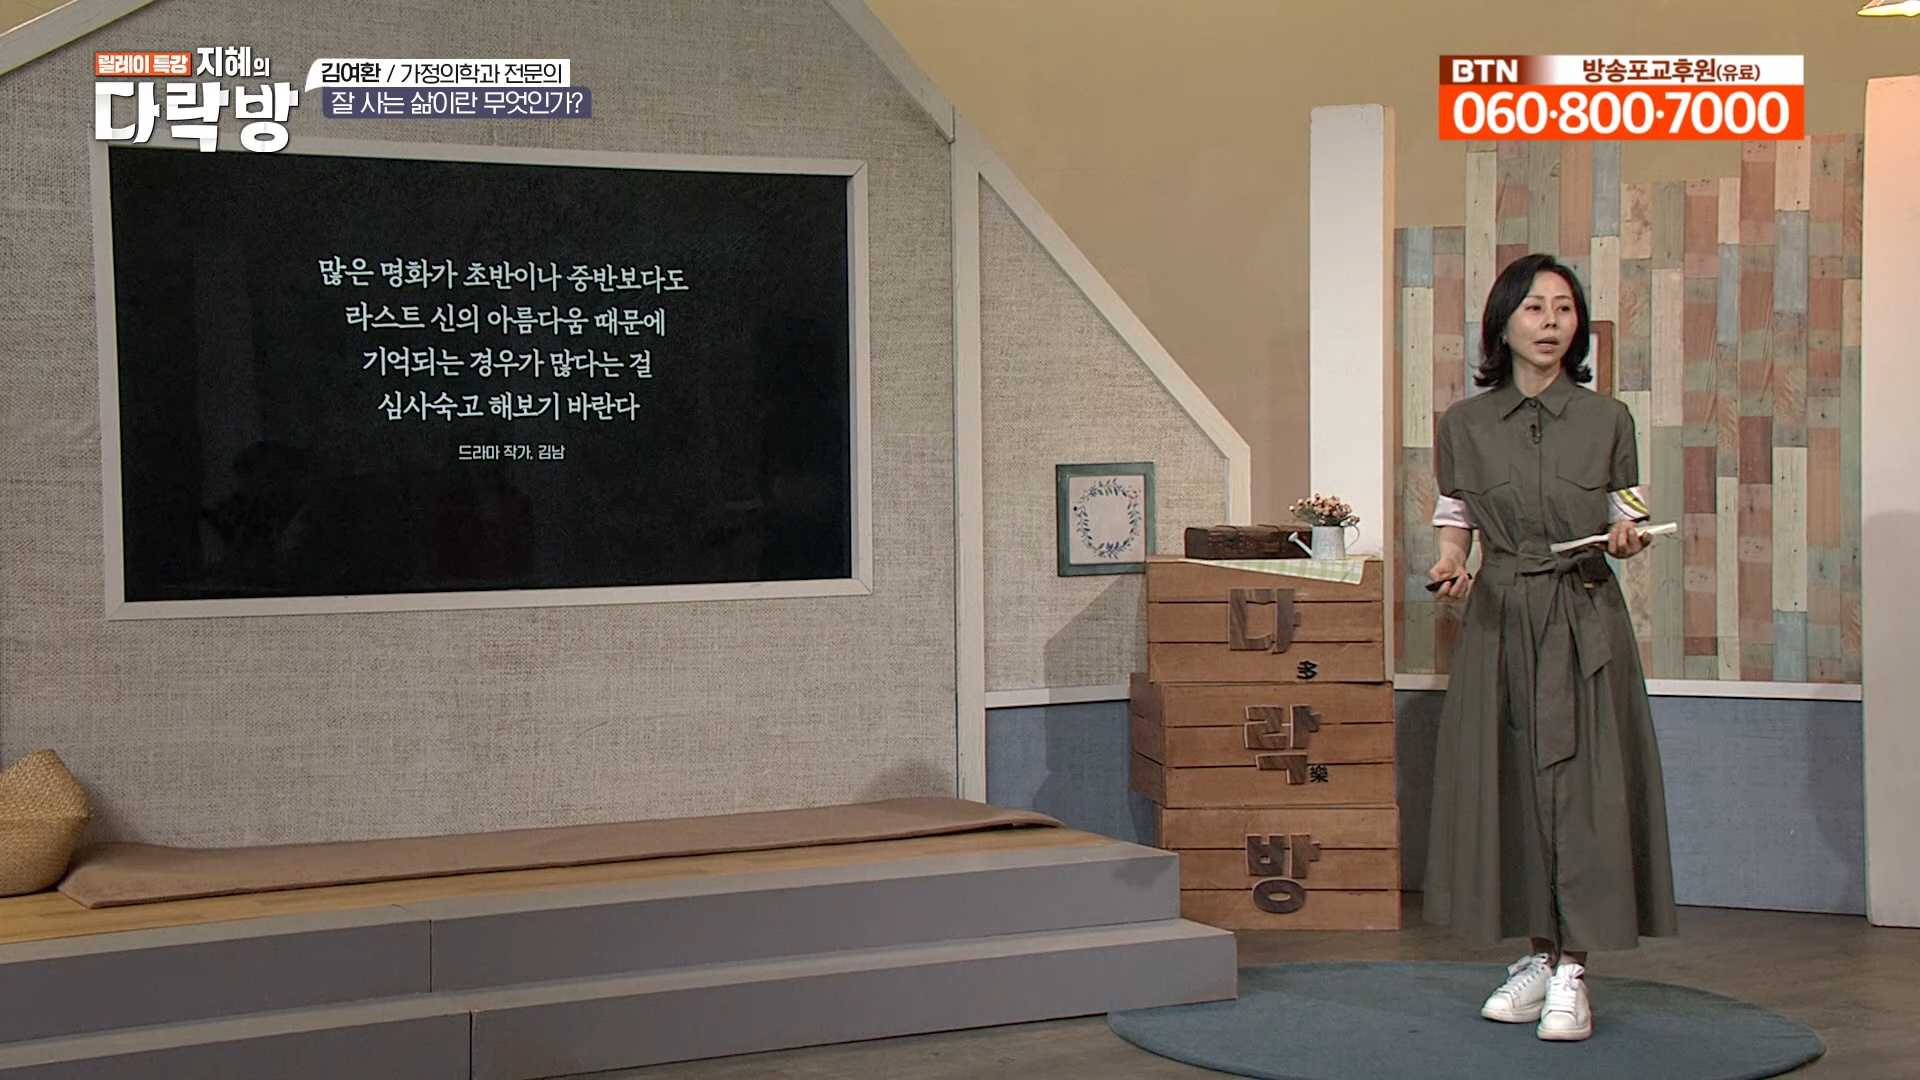 릴레이 특강 지혜의
다락방
김여환 / 가정의학과 전문의
잘 사는 삶이란 무엇인가?
BTN 방송포교후원(유료)
060·800·7000
많은 명화가 초반이나 중반보다도
라스트 신의 아름다움 때문에
기억되는 경우가 많다는 걸
심사숙고 해보기 바란다
드라마 작가, 김남
다
多
락
樂
방